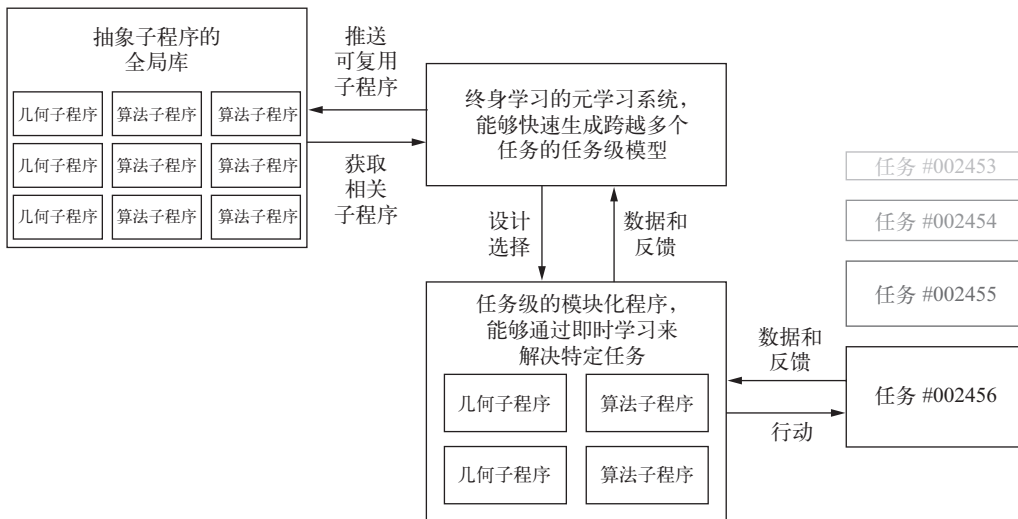 抽象子程序的
全局库
几何子程序 算法子程序 算法子程序
几何子程序 算法子程序 算法子程序
几何子程序 算法子程序 算法子程序
推送
可复用
子程序
获取
相关
子程序
终身学习的元学习系统，
能够快速生成跨越多个
任务的任务级模型
设计
选择
数据和
反馈
任务级的模块化程序，
能够通过即时学习来
解决特定任务
几何子程序 算法子程序
几何子程序 算法子程序
数据和
反馈
行动
任务 #002453
任务 #002454
任务 #002455
任务 #002456